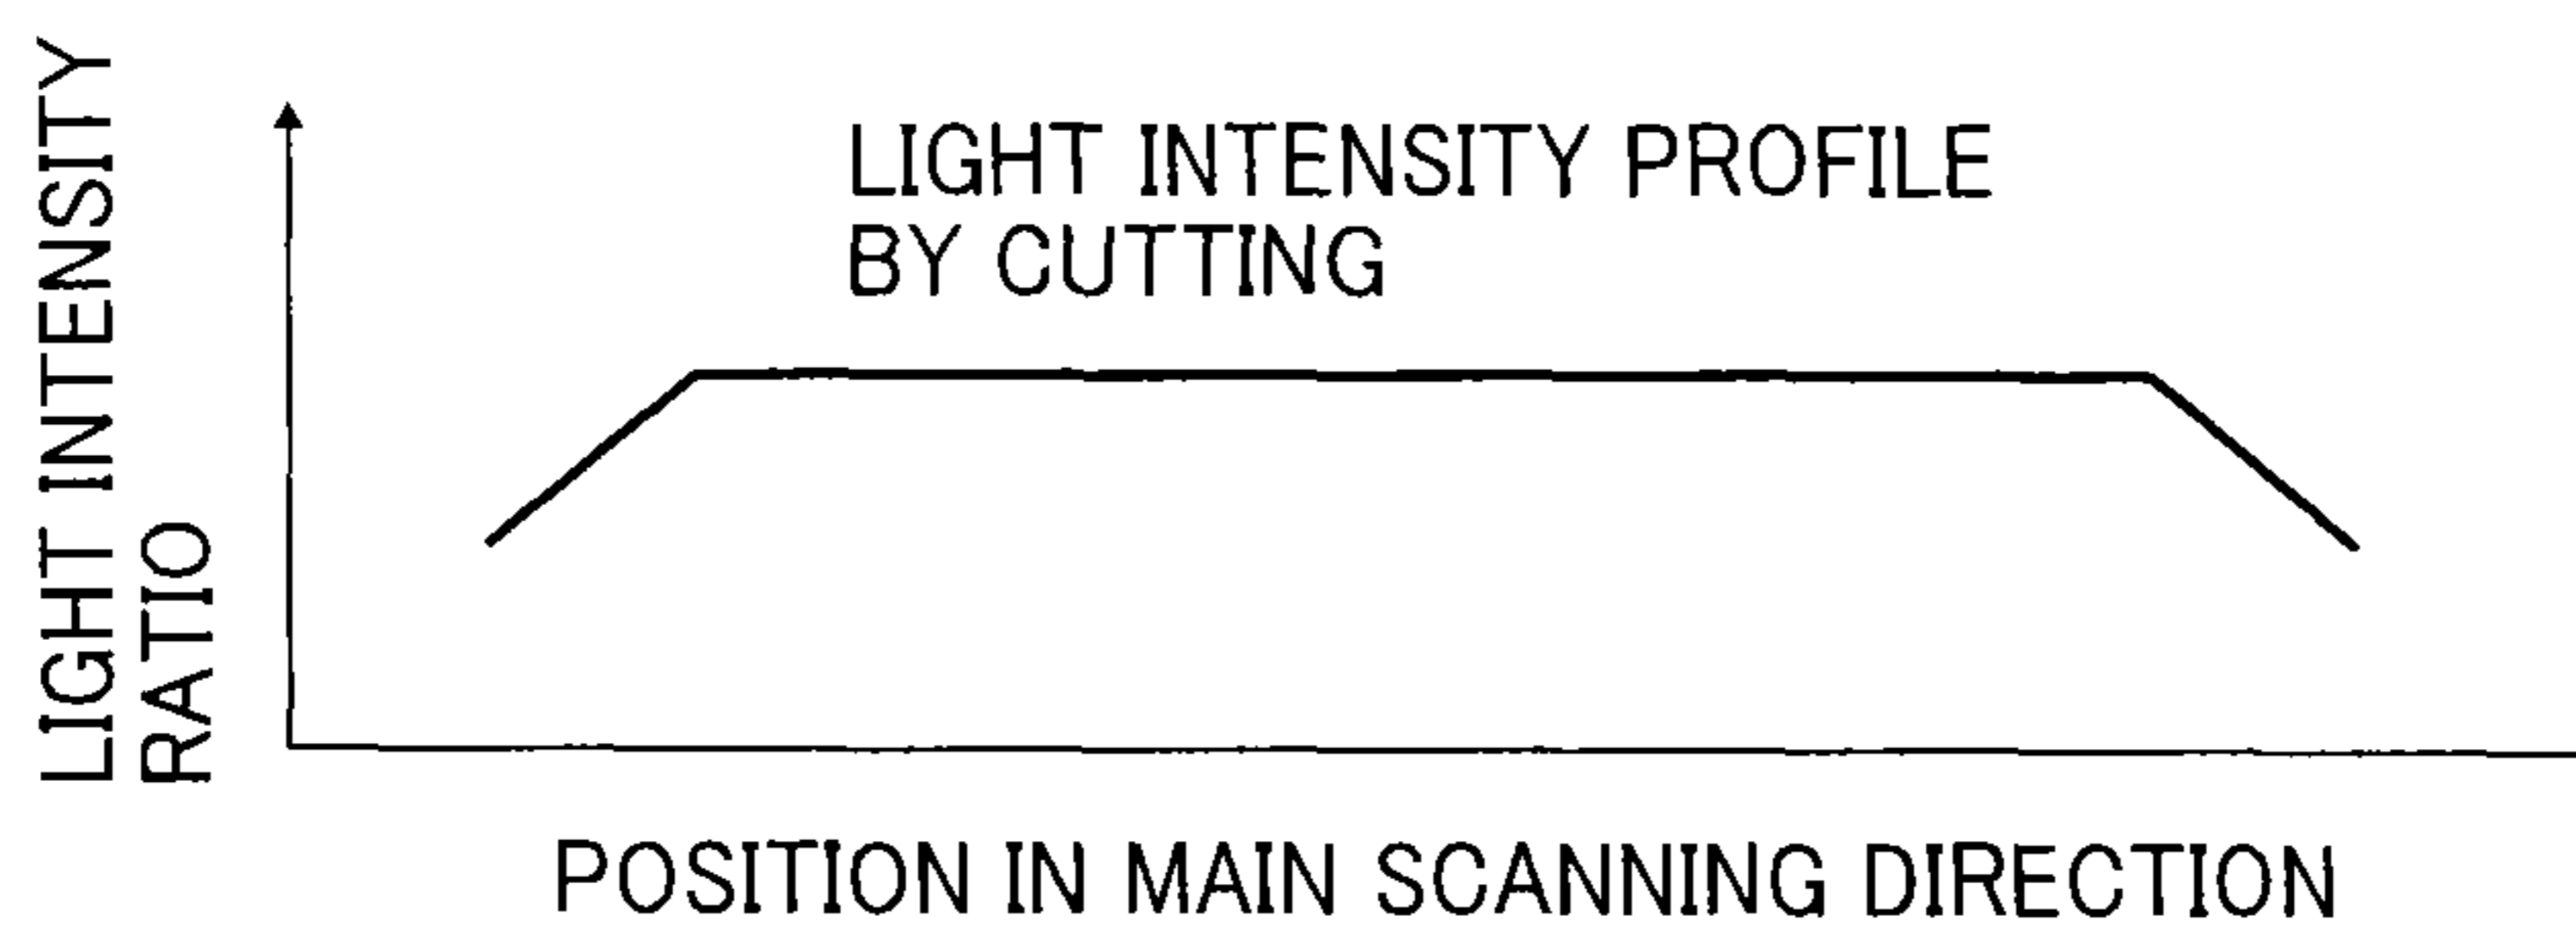 LIGHT INTENSITY
RATIO
LIGHT INTENSITY PROFILE
BY CUTTING
POSITION IN MAIN SCANNING DIRECTION